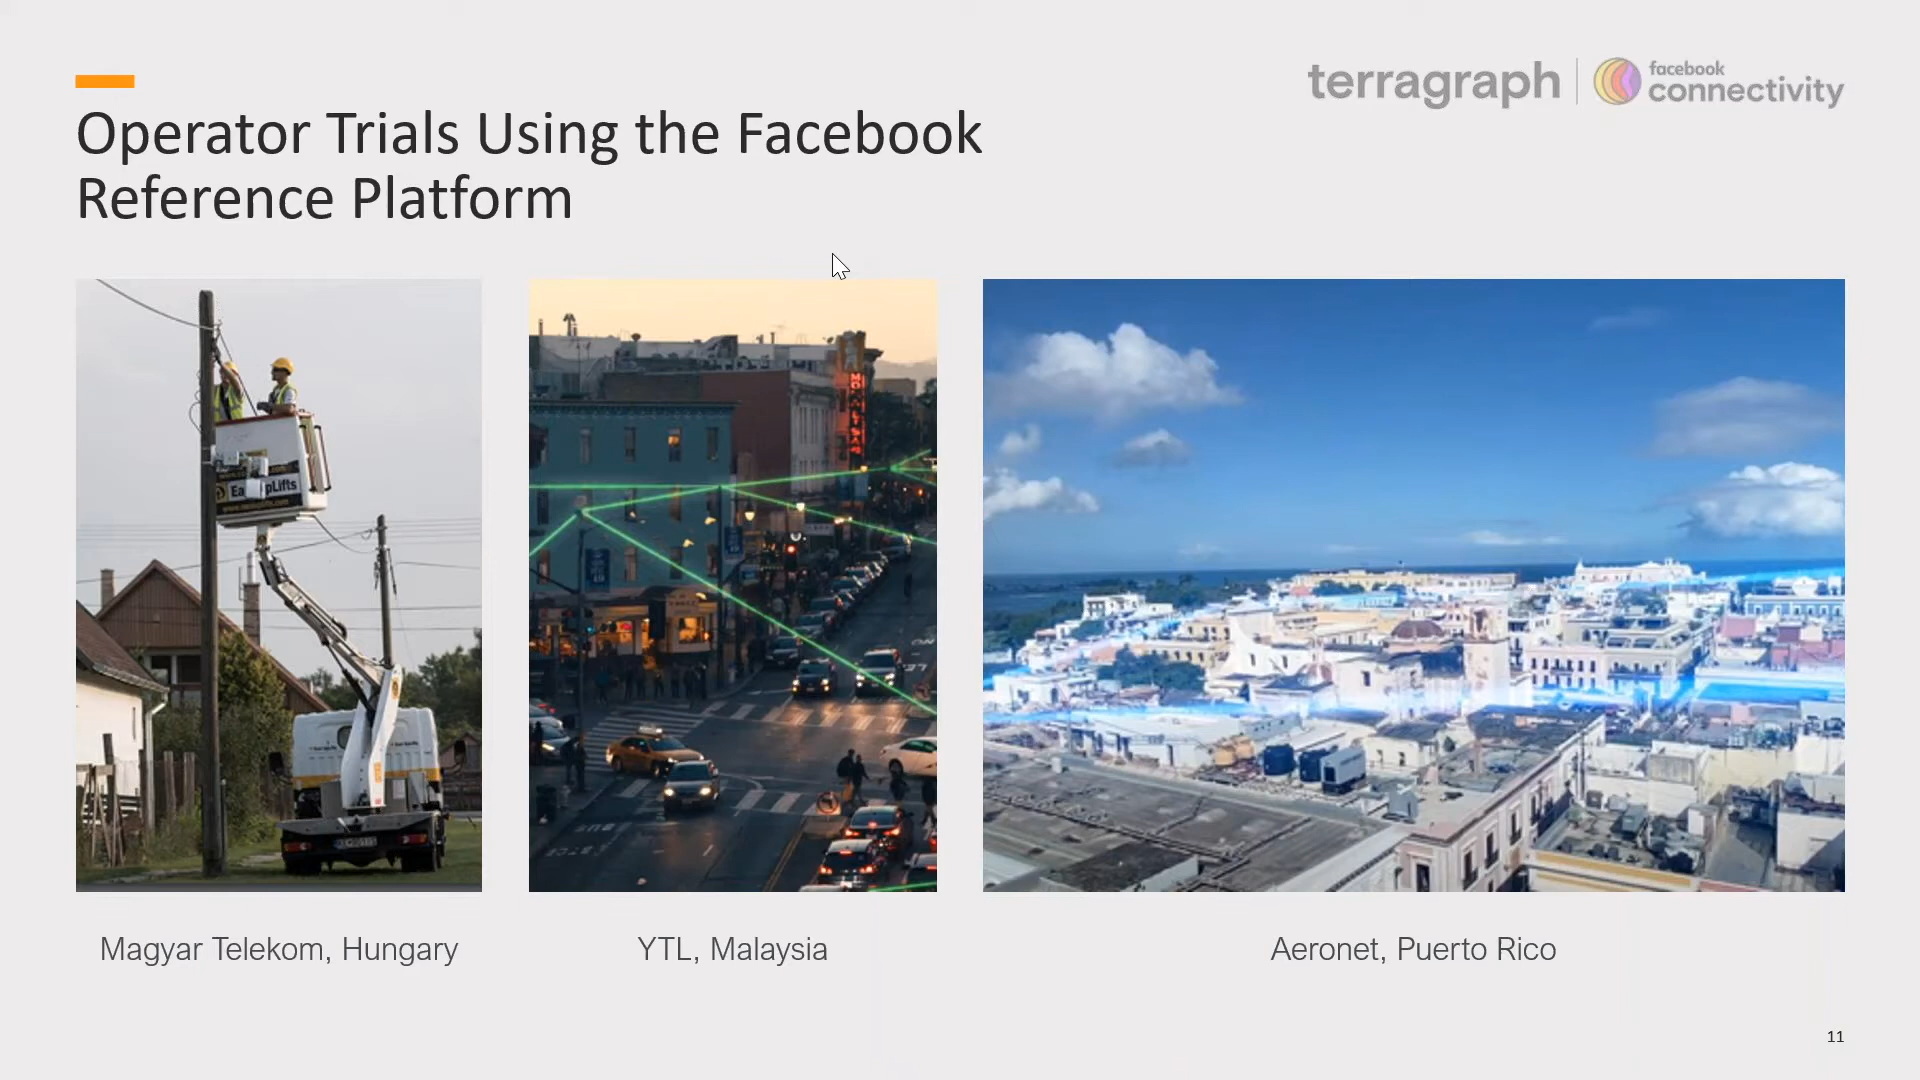 terragraph
facebook
connectivity
Operator Trials Using the Facebook
Reference Platform
Magyar Telekom, Hungary
YTL, Malaysia
Aeronet, Puerto Rico
11